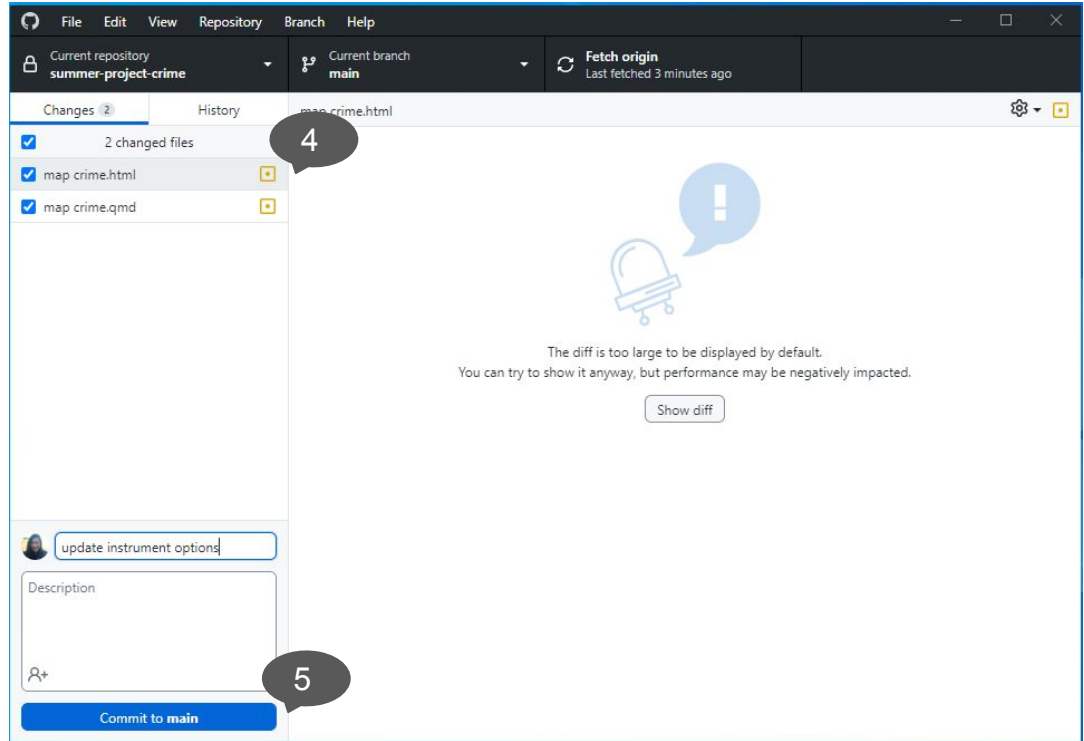 File Edit View Repository Branch Help
Current repository
summer-project-crime
Current branch
main
Fetch origin
Last fetched 3 minutes ago
Changes 2 History
map crime.html
2 changed files
4
map crime.html
map crime.qmd
The diff is too large to be displayed by default.
You can try to show it anyway, but performance may be negatively impacted.
Show diff
update instrument options
Description
5
Commit to main